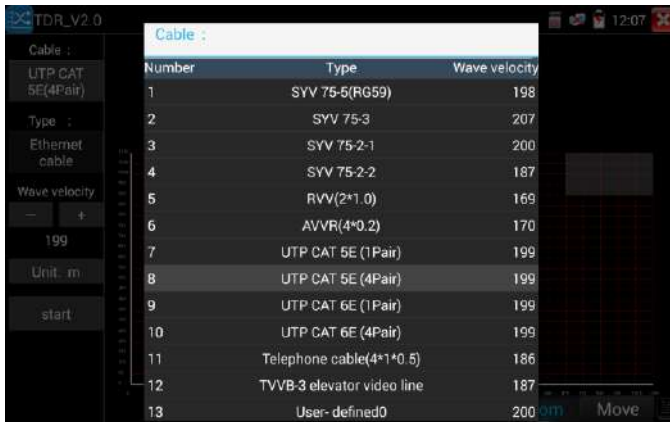 TDR_V2.0
12:07
Cable :
UTP CAT
5E(4Pair)
Type :
Ethernet
cable
Wave velocity
— +
199
Unit: m
start
Cable :
Number Type Wave velocity
1 SYV 75-5(RG59) 198
2 SYV 75-3 207
3 SYV 75-2-1 200
4 SYV 75-2-2 187
5 RVV(2*1.0) 169
6 AVVR(4*0.2) 170
7 UTP CAT 5E (1Pair) 199
8 UTP CAT 5E (4Pair) 199
9 UTP CAT 6E (1Pair) 199
10 UTP CAT 6E (4Pair) 199
11 Telephone cable(4*1*0.5) 186
12 TVVB-3 elevator video line 187
13 User- defined0 200
om Move